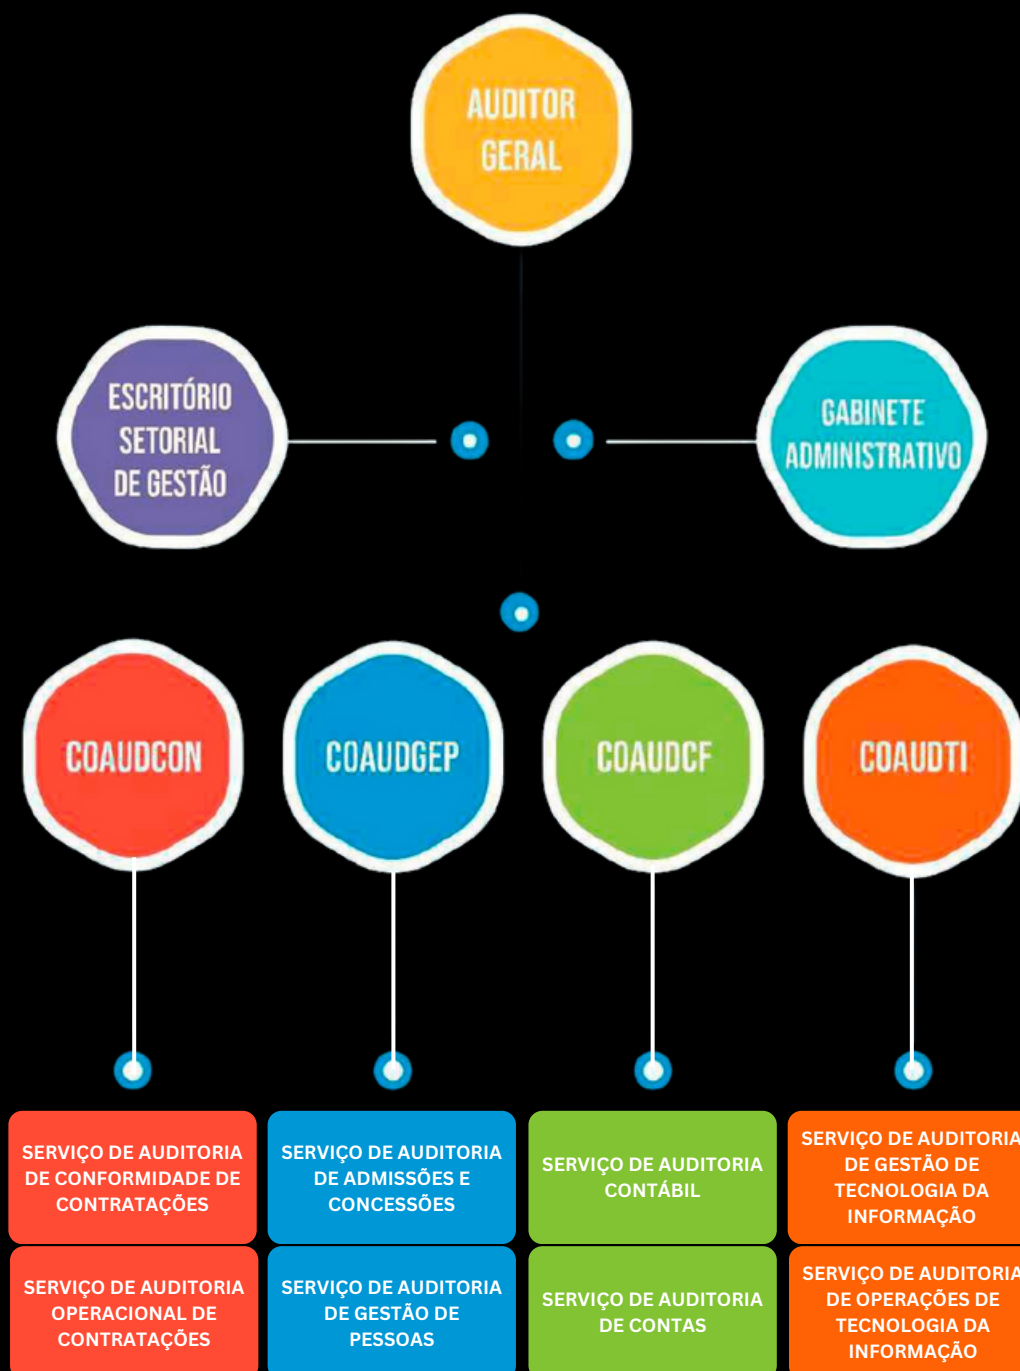 AUDITOR
GERAL
ESCRITÓRIO
SETORIAL
DE GESTÃO
GABINETE
ADMINISTRATIVO
COAUDCON
COAUDGEP
COAUDCF
COAUDTI
SERVIÇO DE AUDITORIA
DE CONFORMIDADE DE
CONTRATAÇÕES
SERVIÇO DE AUDITORIA
DE ADMISSÕES E
CONCESSÕES
SERVIÇO DE AUDITORIA
CONTÁBIL
SERVIÇO DE AUDITORIA
DE GESTÃO DE
TECNOLOGIA DA
INFORMAÇÃO
SERVIÇO DE AUDITORIA
OPERACIONAL DE
CONTRATAÇÕES
SERVIÇO DE AUDITORIA
DE GESTÃO DE
PESSOAS
SERVIÇO DE AUDITORIA
DE CONTAS
SERVIÇO DE AUDITORIA
DE OPERAÇÕES DE
TECNOLOGIA DA
INFORMAÇÃO